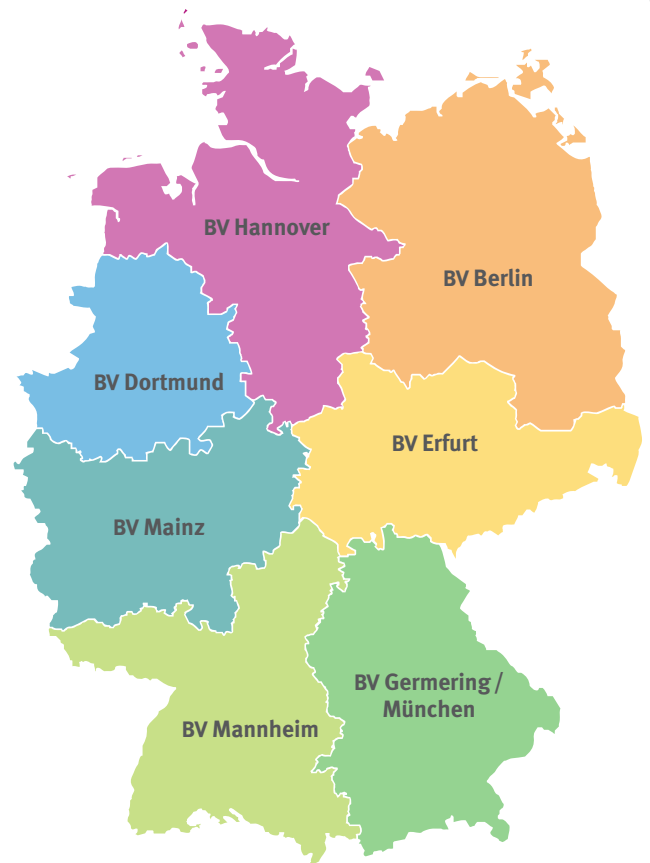 BV Hannover
BV Berlin
BV Dortmund
BV Erfurt
BV Mainz
BV Germering /
München
BV Mannheim